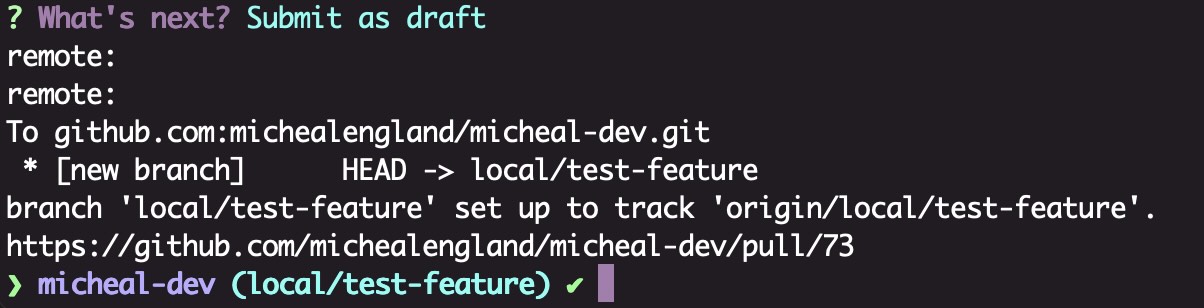 ? What's next? Submit as draft
remote:
remote:
To github.com:michealengland/micheal-dev.git
 * [new branch]      HEAD -> local/test-feature
branch 'local/test-feature' set up to track 'origin/local/test-feature'.
https://github.com/michealengland/micheal-dev/pull/73
❯ micheal-dev (local/test-feature) ✔